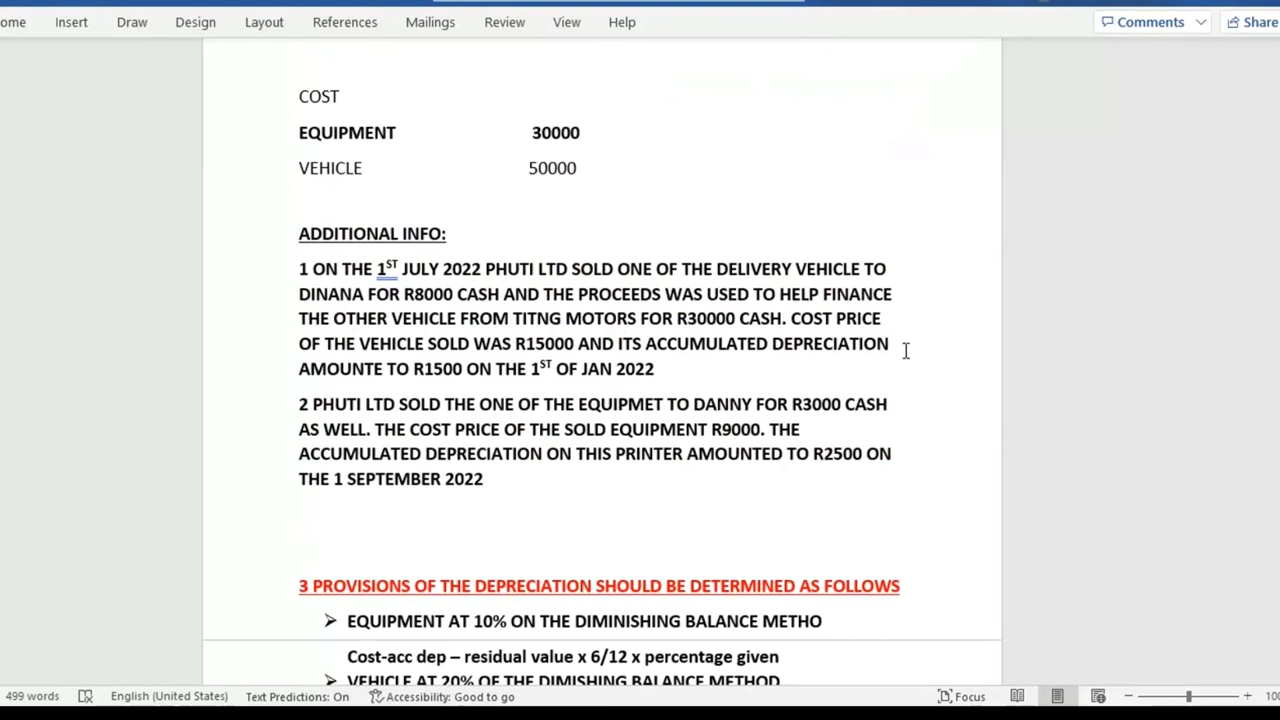 ome Insert Draw Design Layout References Mailings Review View Help Comments Share
COST
EQUIPMENT 30000
VEHICLE 50000
ADDITIONAL INFO:
1 ON THE 1ST JULY 2022 PHUTI LTD SOLD ONE OF THE DELIVERY VEHICLE TO
DINANA FOR R8000 CASH AND THE PROCEEDS WAS USED TO HELP FINANCE
THE OTHER VEHICLE FROM TITNG MOTORS FOR R30000 CASH. COST PRICE
OF THE VEHICLE SOLD WAS R15000 AND ITS ACCUMULATED DEPRECIATION
AMOUNTE TO R1500 ON THE 1ST OF JAN 2022
2 PHUTI LTD SOLD THE ONE OF THE EQUIPMET TO DANNY FOR R3000 CASH
AS WELL. THE COST PRICE OF THE SOLD EQUIPMENT R9000. THE
ACCUMULATED DEPRECIATION ON THIS PRINTER AMOUNTED TO R2500 ON
THE 1 SEPTEMBER 2022
3 PROVISIONS OF THE DEPRECIATION SHOULD BE DETERMINED AS FOLLOWS
➢ EQUIPMENT AT 10% ON THE DIMINISHING BALANCE METHO
Cost-acc dep – residual value x 6/12 x percentage given
➢ VEHICLE AT 20% OF THE DIMISHING BALANCE METHOD
499 words English (United States) Text Predictions: On Accessibility: Good to go Focus 100